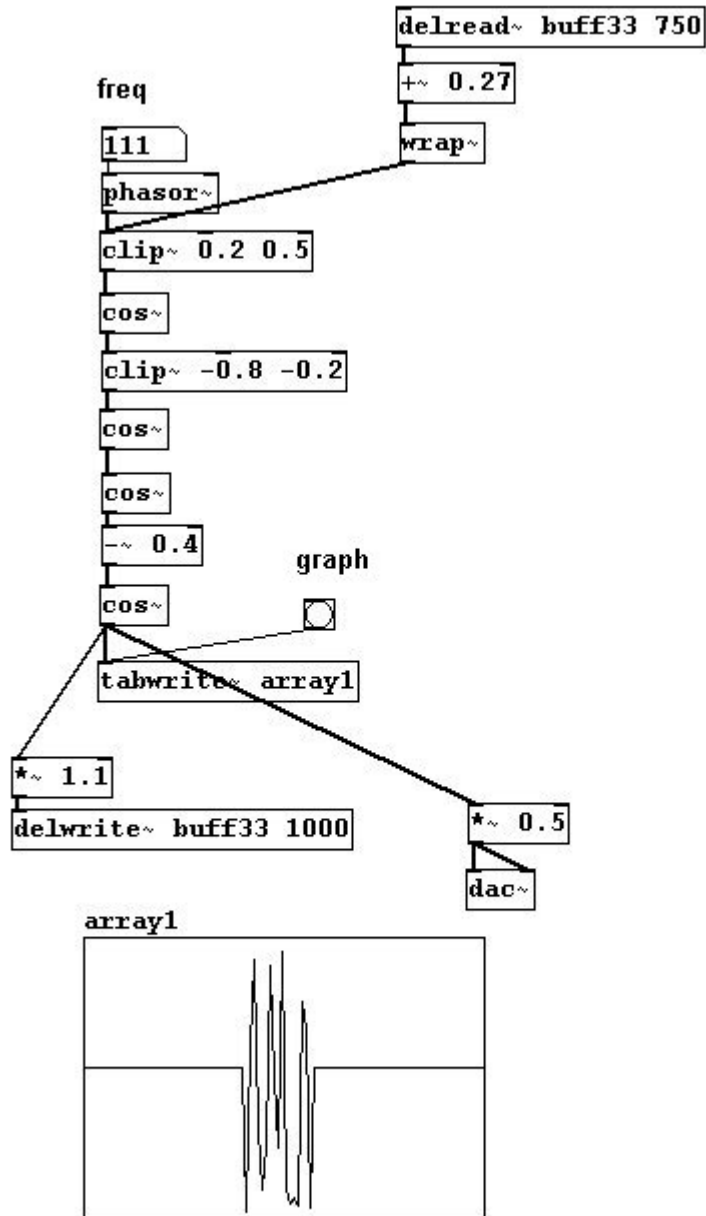 delread~ buff33 750
+~ 0.27
freq
111
wrap~
phasor~
clip~ 0.2 0.5
cos~
clip~ -0.8 -0.2
cos~
cos~
-~ 0.4
graph
cos~
tabwrite~ array1
*~ 1.1
delwrite~ buff33 1000
*~ 0.5
dac~
array1